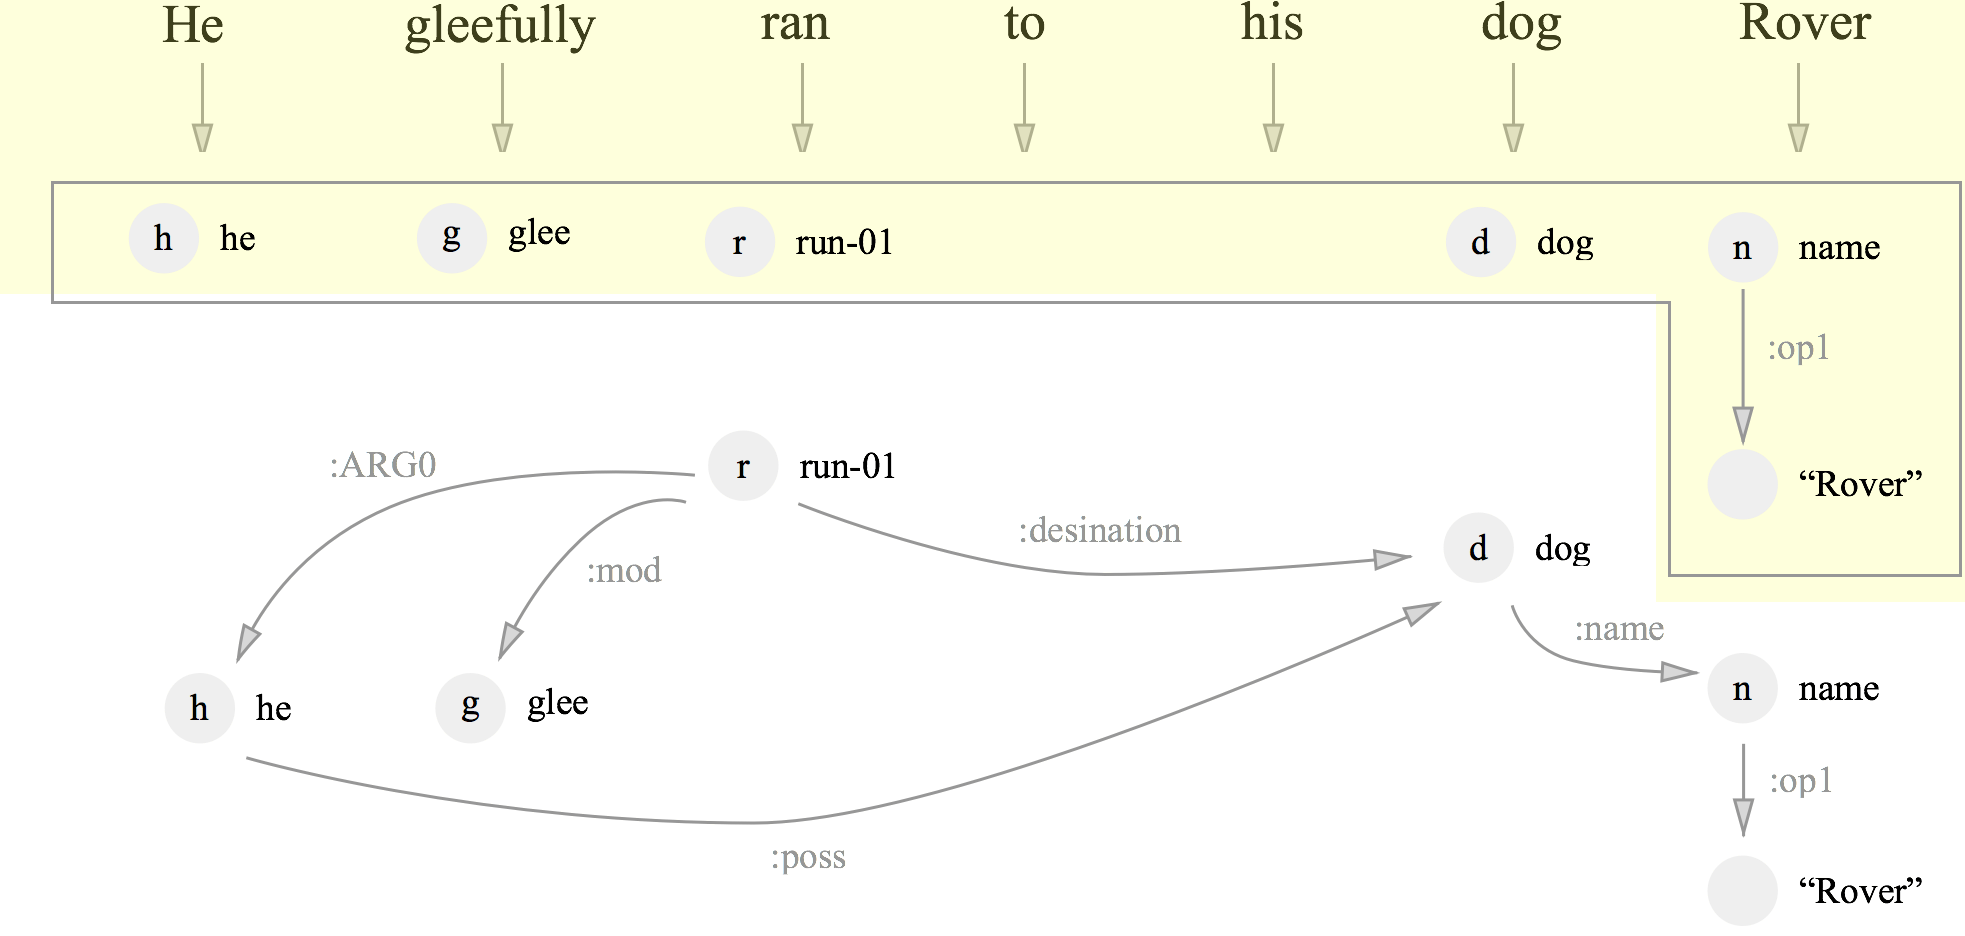 He gleefully ran to his dog Rover
h he g glee r run-01 d dog n name
:op1
“Rover”
:ARG0 r run-01
:desination
:mod d dog
:name
h he g glee n name
:op1
:poss
“Rover”